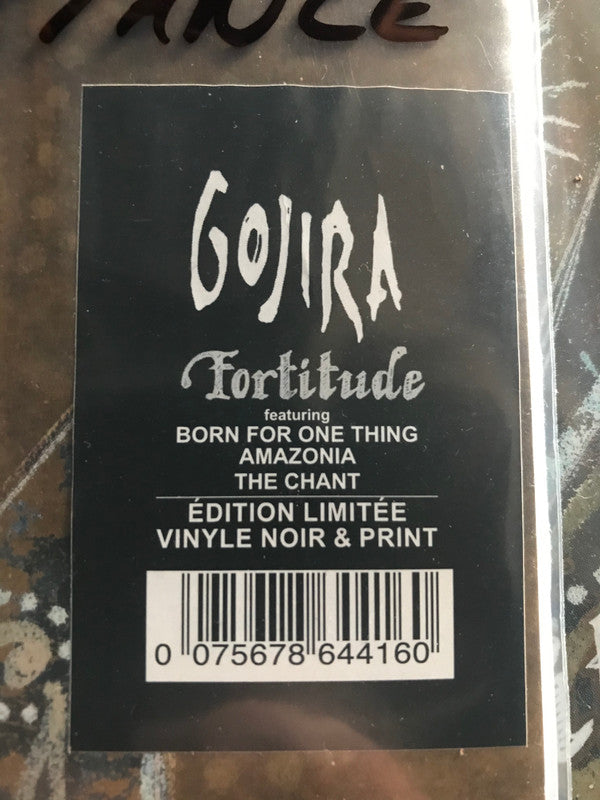 GOJIRA
Fortitude
featuring
BORN FOR ONE THING
AMAZONIA
THE CHANT
ÉDITION LIMITÉE
VINYLE NOIR & PRINT
0 075678 644160